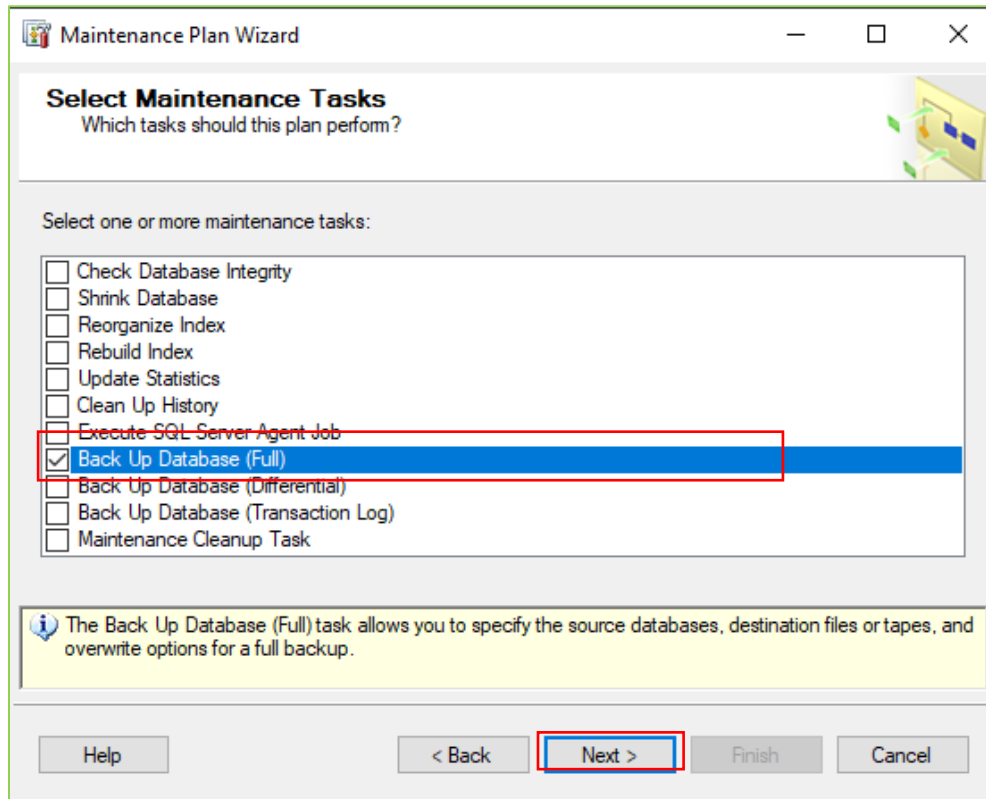 Maintenance Plan Wizard
Select Maintenance Tasks
Which tasks should this plan perform?
Select one or more maintenance tasks:
Check Database Integrity
Shrink Database
Reorganize Index
Rebuild Index
Update Statistics
Clean Up History
Execute SQL Server Agent Job
Back Up Database (Full)
Back Up Database (Differential)
Back Up Database (Transaction Log)
Maintenance Cleanup Task
The Back Up Database (Full) task allows you to specify the source databases, destination files or tapes, and
overwrite options for a full backup.
Help < Back Next > Finish Cancel